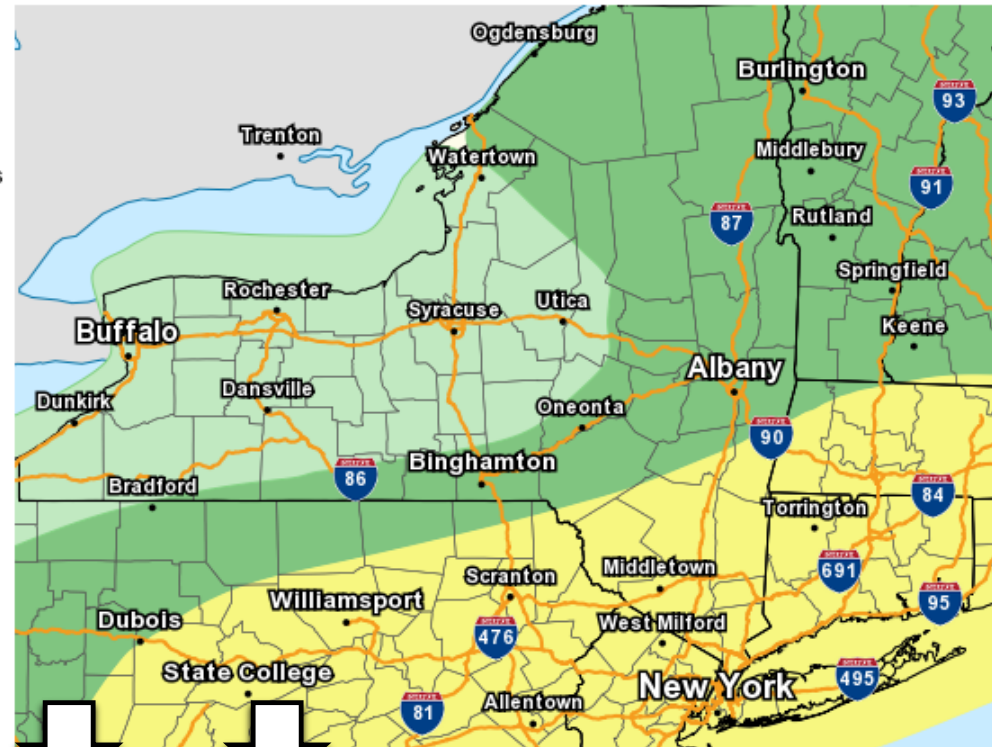 Ogdensburg
Burlington
93
Trenton
Watertown
Middlebury
s
91
87
Rutland
Springfield
Rochester
Syracuse
Utica
Buffalo
Keene
Albany
Dunkirk
Dansville
Oneonta
90
Binghamton
86
Bradford
84
Torrington
Scranton
Middletown
691
Williamsport
95
Dubois
476
West Milford
State College
New York
495
81
Allentown